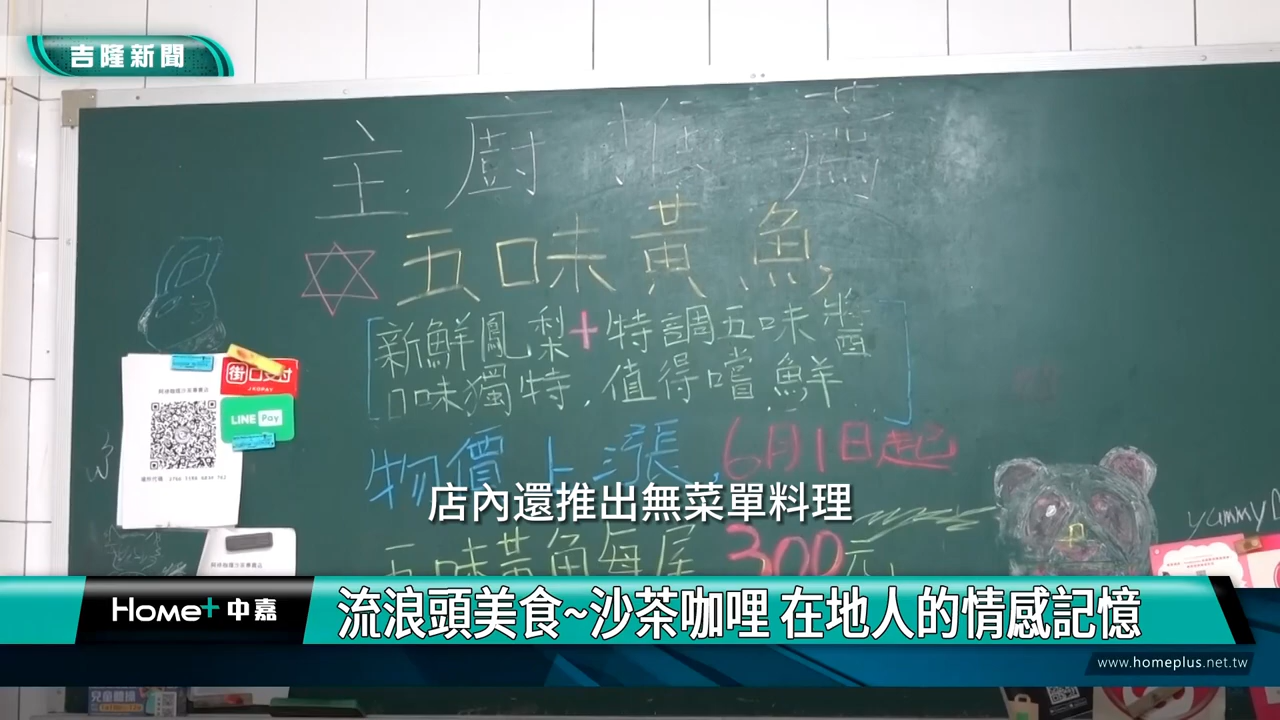 吉隆新聞
主廚推薦
五味黃魚,
新鮮鳳梨+特調五味醬
口味獨特,值得嚐鮮
物價上漲,6月1日起
五味黃魚每尾300元
街口支付
JKOPAY
LINE Pay
yummy
店內還推出無菜單料理
Home+中嘉
流浪頭美食~沙茶咖哩 在地人的情感記憶
www.homeplus.net.tw